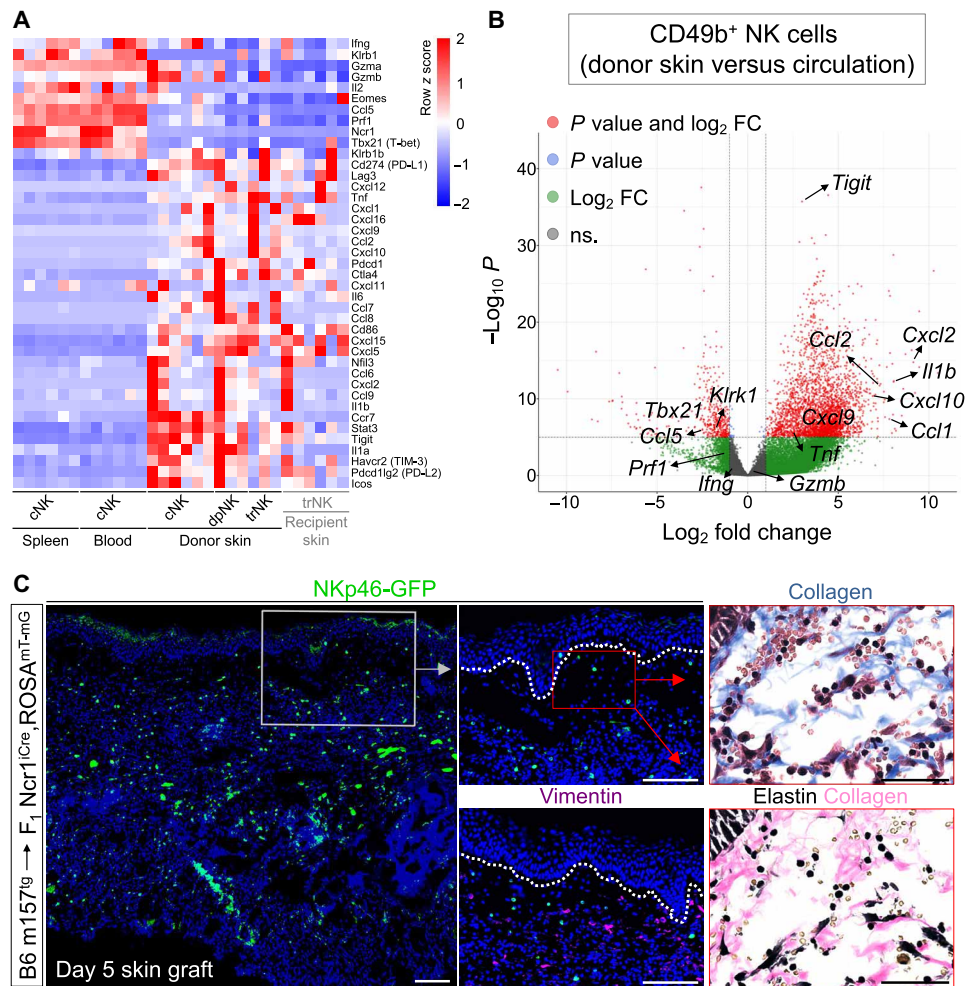 A
Ifng
Klrb1
Gzma
Gzmb
Il2
Eomes
Ccl5
Prf1
Ncr1
Tbx21 (T-bet)
Klrb1b
Cd274 (PD-L1)
Lag3
Cxcl12
Tnf
Cxcl1
Cxcl16
Cxcl9
Ccl2
Cxcl10
Pdcd1
Ctla4
Cxcl11
Il6
Ccl7
Ccl8
Cd86
Cxcl15
Cxcl5
Nfil3
Ccl6
Cxcl2
Ccl9
Il1b
Ccr7
Stat3
Tigit
Il1a
Havcr2 (TIM-3)
Pdcd1lg2 (PD-L2)
Icos
2
1
0
−1
−2
Row z score
cNK
cNK
cNK
dpNK
trNK
trNK
Spleen
Blood
Donor skin
Recipient
skin
B
CD49b⁺ NK cells
(donor skin versus circulation)
P value and log₂ FC
P value
Log₂ FC
ns.
−Log₁₀ P
40
30
20
10
0
Tigit
Ccl2
Cxcl2
Il1b
Cxcl10
Ccl1
Cxcl9
Tnf
Tbx21
Klrk1
Ccl5
Prf1
Ifng
Gzmb
−10
−5
0
5
10
Log₂ fold change
C
B6 m157ᵗᵍ → F₁ Ncr1ⁱᶜʳᵉ,ROSAᵐᵀ⁻ᵐᴳ
NKp46-GFP
Collagen
Vimentin
Elastin Collagen
Day 5 skin graft